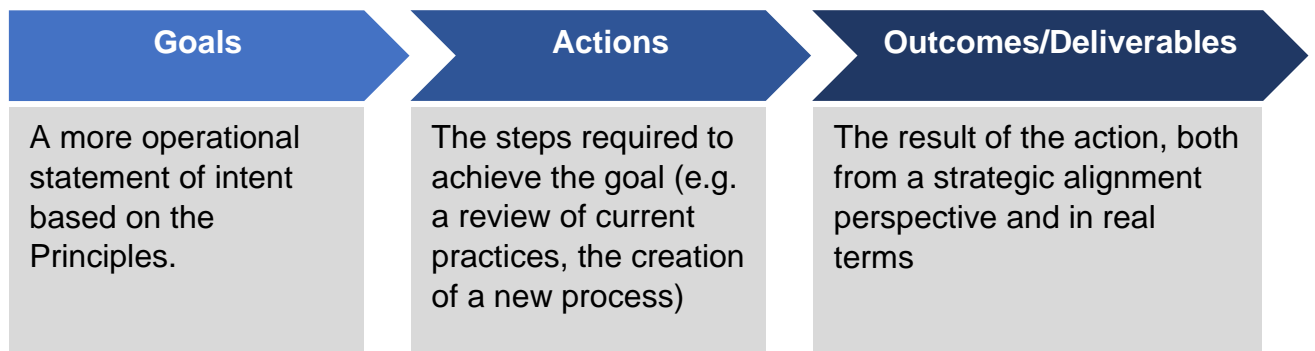 Goals
Actions
Outcomes/Deliverables
A more operational
statement of intent
based on the
Principles.
The steps required to
achieve the goal (e.g.
a review of current
practices, the creation
of a new process)
The result of the action, both
from a strategic alignment
perspective and in real
terms